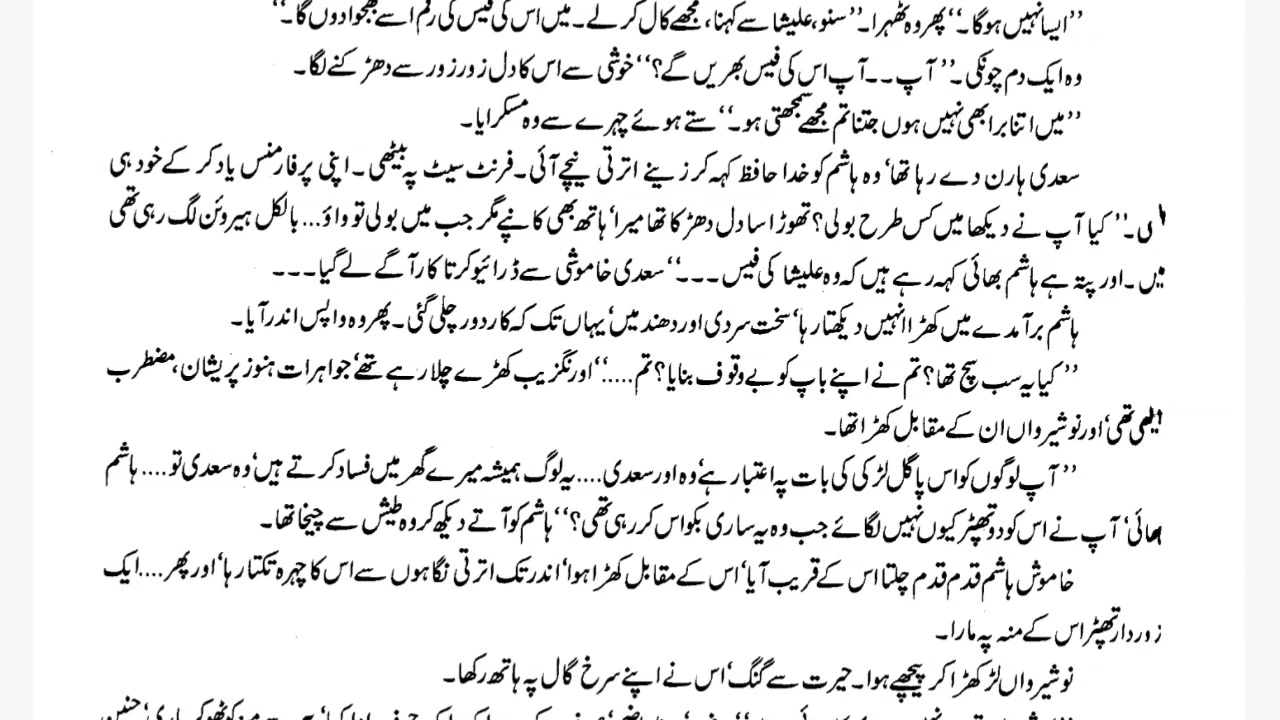 ’’ایسا نہیں ہوگا۔‘‘ پھر وہ ٹھہرا۔ ’’سنو، علیشا سے کہنا، مجھے کال کر لے۔ میں اس کی فیس کی رقم اسے بھجوا دوں گا۔‘‘
وہ ایک دم چونکی۔ ’’آپ۔۔آپ اس کی فیس بھریں گے؟‘‘ خوشی سے اس کا دل زور زور سے دھڑکنے لگا۔
’’میں اتنا برا بھی نہیں ہوں جتنا تم مجھے سمجھتی ہو۔‘‘ ستے ہوئے چہرے سے وہ مسکرایا۔
سعدی ہارن دے رہا تھا‘ وہ ہاشم کو خدا حافظ کہہ کر زینے اترتی نیچے آئی۔ فرنٹ سیٹ پہ بیٹھی۔ اپنی پرفارمنس یاد کر کے خود ہی
ی۔ ’’کیا آپ نے دیکھا میں کس طرح بولی؟ تھوڑا سا دل دھڑکا تھا میرا‘ ہاتھ بھی کانپے مگر جب میں بولی تو واؤ... بالکل ہیروئن لگ رہی تھی
میں۔ اور پتہ ہے ہاشم بھائی کہہ رہے ہیں کہ وہ علیشا کی فیس۔۔۔‘‘ سعدی خاموشی سے ڈرائیو کرتا کار آگے لے گیا۔۔۔
ہاشم برآمدے میں کھڑا انہیں دیکھتا رہا‘ سخت سردی اور دھند میں‘ یہاں تک کہ کار دور چلی گئی۔ پھر وہ واپس اندر آیا۔
’’کیا یہ سب سچ تھا؟ تم نے اپنے باپ کو بے وقوف بنایا؟ تم.....‘‘ اورنگزیب کھڑے چلا رہے تھے‘ جواہرات ہنوز پریشان، مضطرب
بیٹھی تھی‘ اور نوشیرواں ان کے مقابل کھڑا تھا۔
’’آپ لوگوں کو اس پاگل لڑکی کی بات پہ اعتبار ہے‘ وہ اور سعدی.... یہ لوگ ہمیشہ میرے گھر میں فساد کرتے ہیں‘ وہ سعدی تو.... ہاشم
بھائی‘ آپ نے اس کو دو تھپڑ کیوں نہیں لگائے جب وہ یہ ساری بکواس کر رہی تھی؟‘‘ ہاشم کو آتے دیکھ کر وہ طیش سے چیخا تھا۔
خاموش ہاشم قدم قدم چلتا اس کے قریب آیا‘ اس کے مقابل کھڑا ہوا‘ اندر تک اترتی نگاہوں سے اس کا چہرہ تکتا رہا‘ اور پھر.... ایک
زوردار تھپڑ اس کے منہ پہ مارا۔
نوشیرواں لڑکھڑا کر پیچھے ہوا۔ حیرت سے گنگ‘ اس نے اپنے سرخ گال پہ ہاتھ رکھا۔